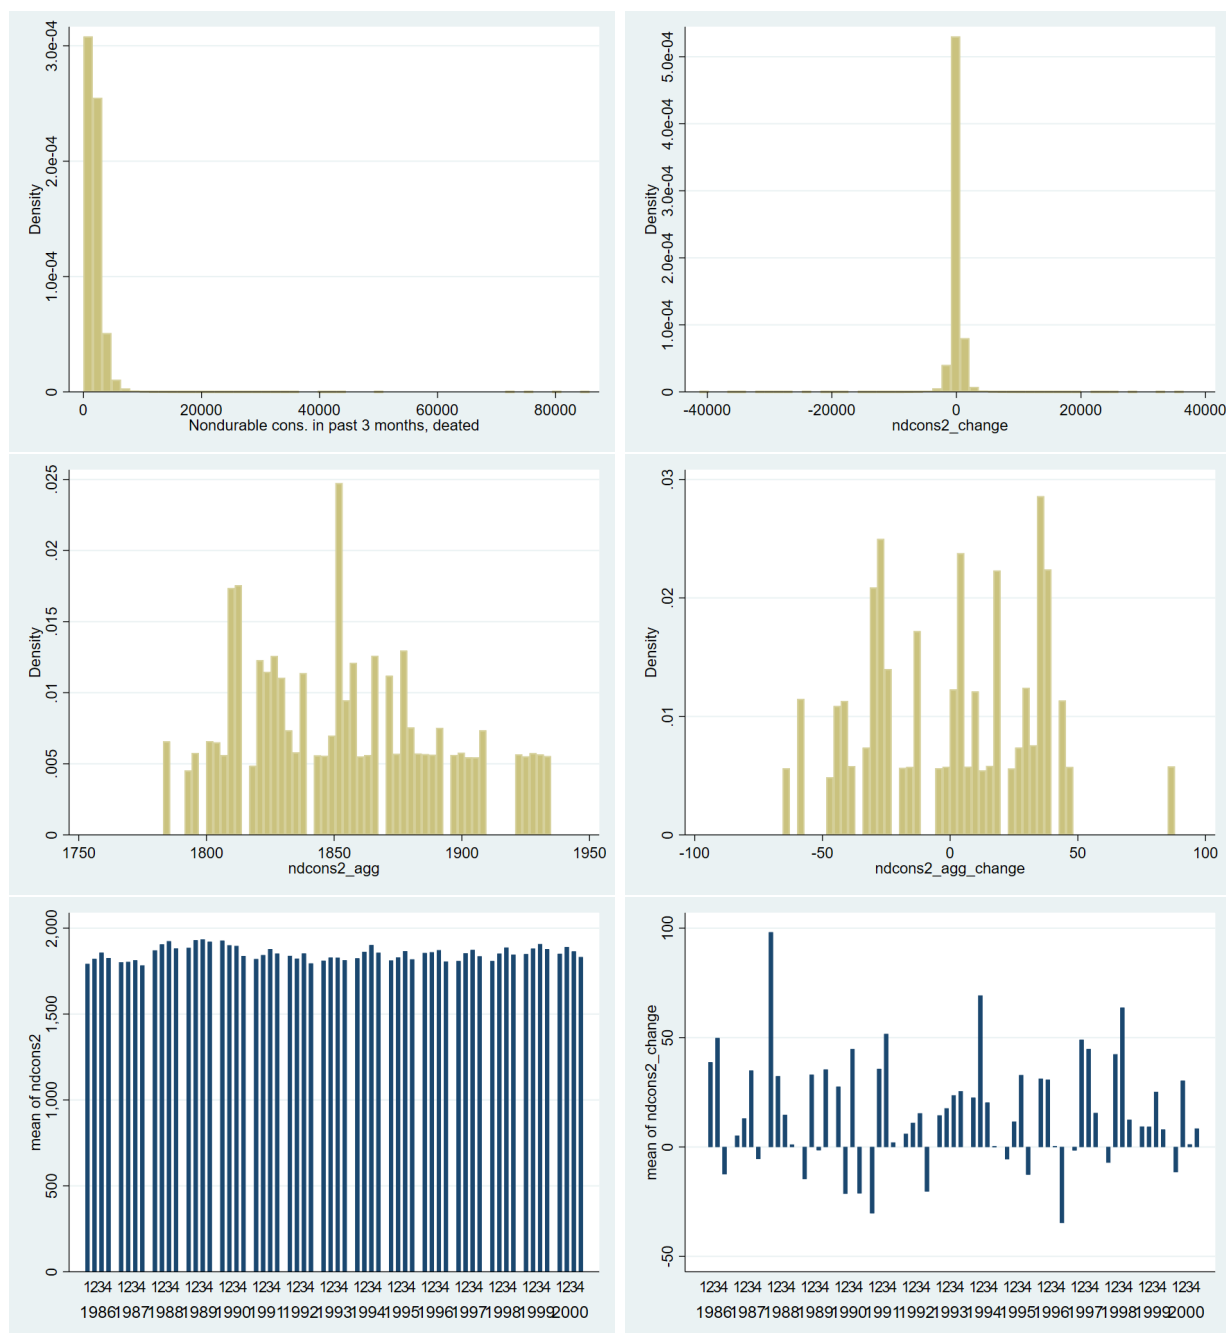 3.0e-04
2.0e-04
1.0e-04
0
Density
0 20000 40000 60000 80000
Nondurable cons. in past 3 months, deated
5.0e-04
4.0e-04
3.0e-04
2.0e-04
1.0e-04
0
Density
-40000 -20000 0 20000 40000
ndcons2_change
.025
.02
.015
.01
.005
0
Density
1750 1800 1850 1900 1950
ndcons2_agg
.03
.02
.01
0
Density
-100 -50 0 50 100
ndcons2_agg_change
2,000
1,500
1,000
500
0
mean of ndcons2
1234 1234 1234 1234 1234 1234 1234 1234 1234 1234 1234 1234 1234 1234 1234
1986 1987 1988 1989 1990 1991 1992 1993 1994 1995 1996 1997 1998 1999 2000
100
50
0
-50
mean of ndcons2_change
1234 1234 1234 1234 1234 1234 1234 1234 1234 1234 1234 1234 1234 1234 1234
1986 1987 1988 1989 1990 1991 1992 1993 1994 1995 1996 1997 1998 1999 2000